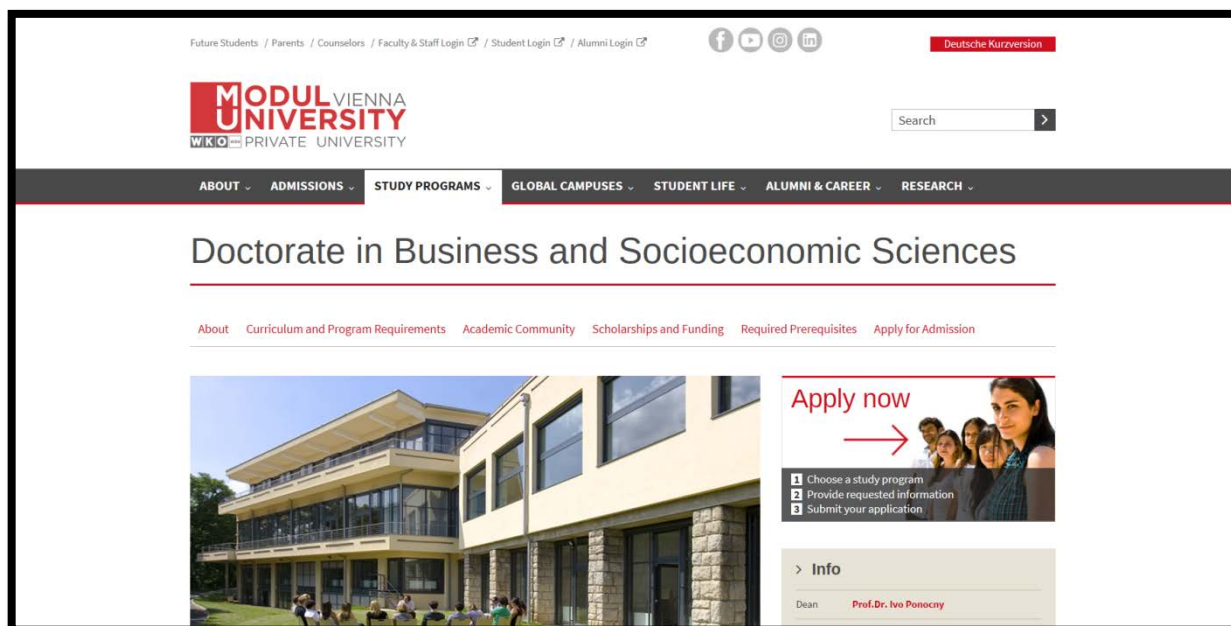 Future Students / Parents / Counselors / Faculty & Staff Login / Student Login / Alumni Login
Deutsche Kurzversion
MODUL VIENNA
UNIVERSITY
WKO PRIVATE UNIVERSITY
Search
ABOUT ADMISSIONS STUDY PROGRAMS GLOBAL CAMPUSES STUDENT LIFE ALUMNI & CAREER RESEARCH
Doctorate in Business and Socioeconomic Sciences
About Curriculum and Program Requirements Academic Community Scholarships and Funding Required Prerequisites Apply for Admission
Apply now
1 Choose a study program
2 Provide requested information
3 Submit your application
> Info
Dean Prof.Dr. Ivo Ponocny